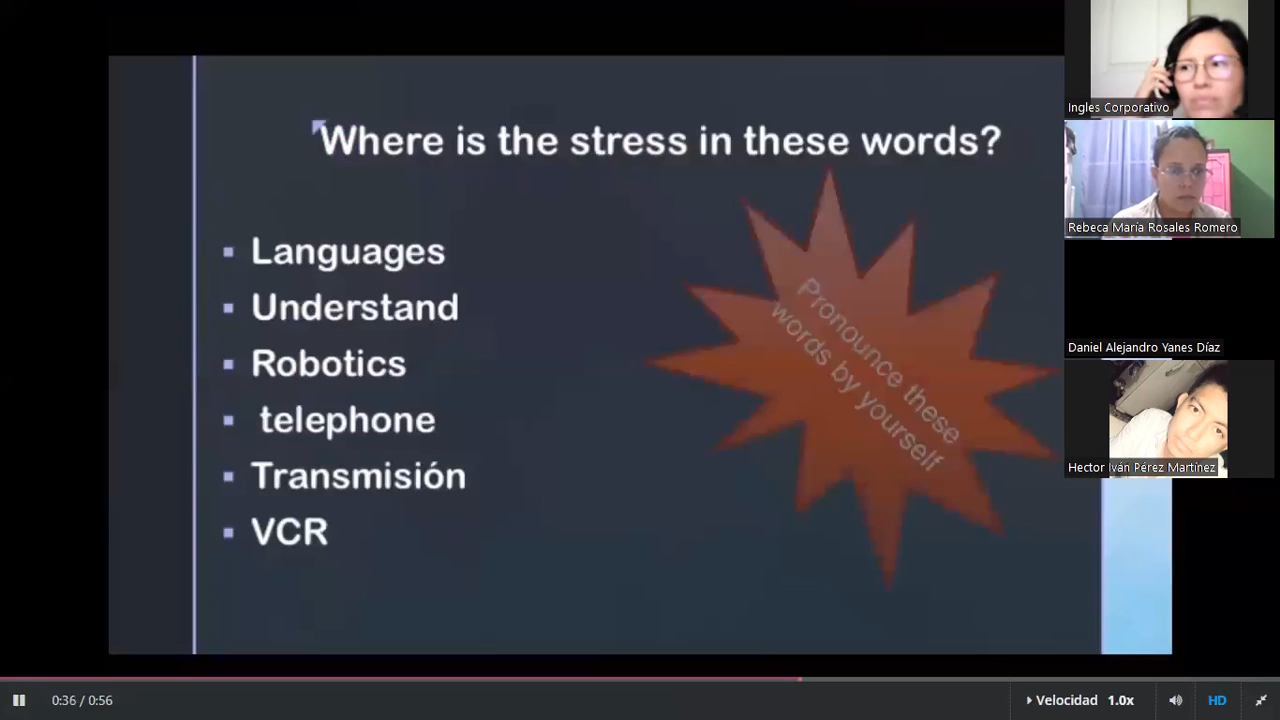 Where is the stress in these words?
Languages
Understand
Robotics
telephone
Transmisión
VCR
Pronounce these
words by yourself
Ingles Corporativo
Rebeca María Rosales Romero
Daniel Alejandro Yanes Díaz
Hector Iván Pérez Martínez
0:36 / 0:56
Velocidad 1.0x
HD